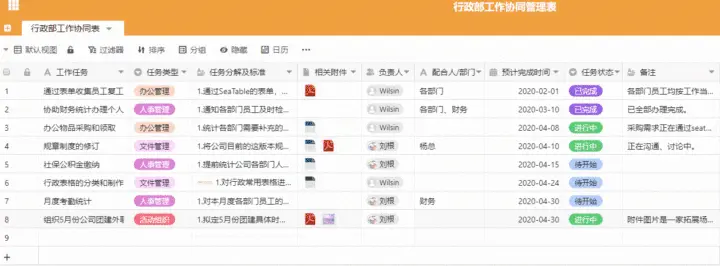 行政部工作协同管理表
行政部工作协同表
默认视图 过滤器 排序 分组 隐藏 日历
工作任务 任务类型 任务分解及标准 相关附件 负责人 配合人/部门 预计完成时间 任务状态 备注
1 通过表单收集员工复工 办公管理 1.通过SeaTable的表单, Wilsin 各部门 2020-02-01 已完成 各部门员工均按工作当...
2 协助财务统计办理个人 人事管理 1.通知各部门员工及时检... Wilsin 各部门、财务 2020-03-10 已完成 已全部办理完成。
3 办公物品采购和领取 办公管理 1.统计各部门需要补充的... Wilsin 2020-04-08 进行中 采购需求正在通过seat...
4 规章制度的修订 文件管理 1.将公司目前的这版本规... 刘根 杨总 2020-04-10 进行中 正在沟通、讨论中。
5 社保公积金缴纳 人事管理 1.提前统计公司各部门人... 刘根 2020-04-15 待开始
6 行政表格的分类和制作 文件管理 1.对行政常用表格进... Wilsin 2020-04-24 待开始
7 月度考勤统计 人事管理 1.对本月度各部门员工的... 刘根 财务 2020-04-30 待开始
8 组织5月份公司团建外 活动组织 1.拟定5月份团建具体时... 刘根 2020-04-30 进行中 附件图片是一家拓展场...
9